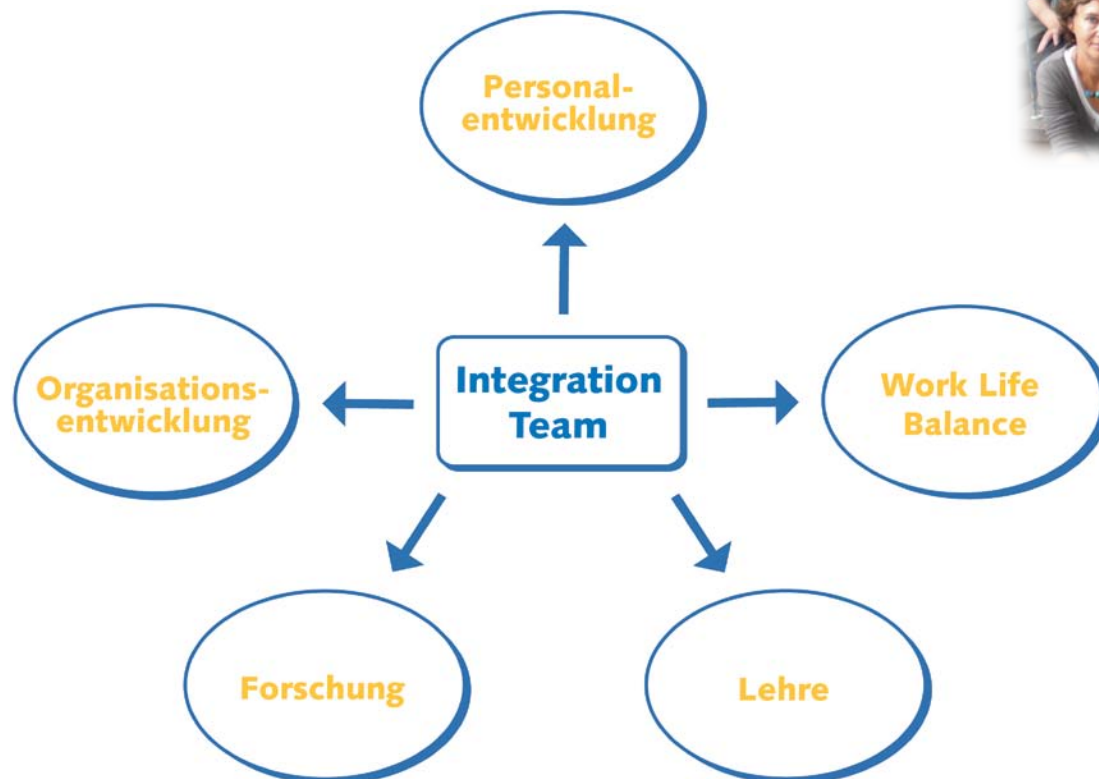 Personal-
entwicklung
Organisations-
entwicklung
Integration
Team
Work Life
Balance
Forschung
Lehre